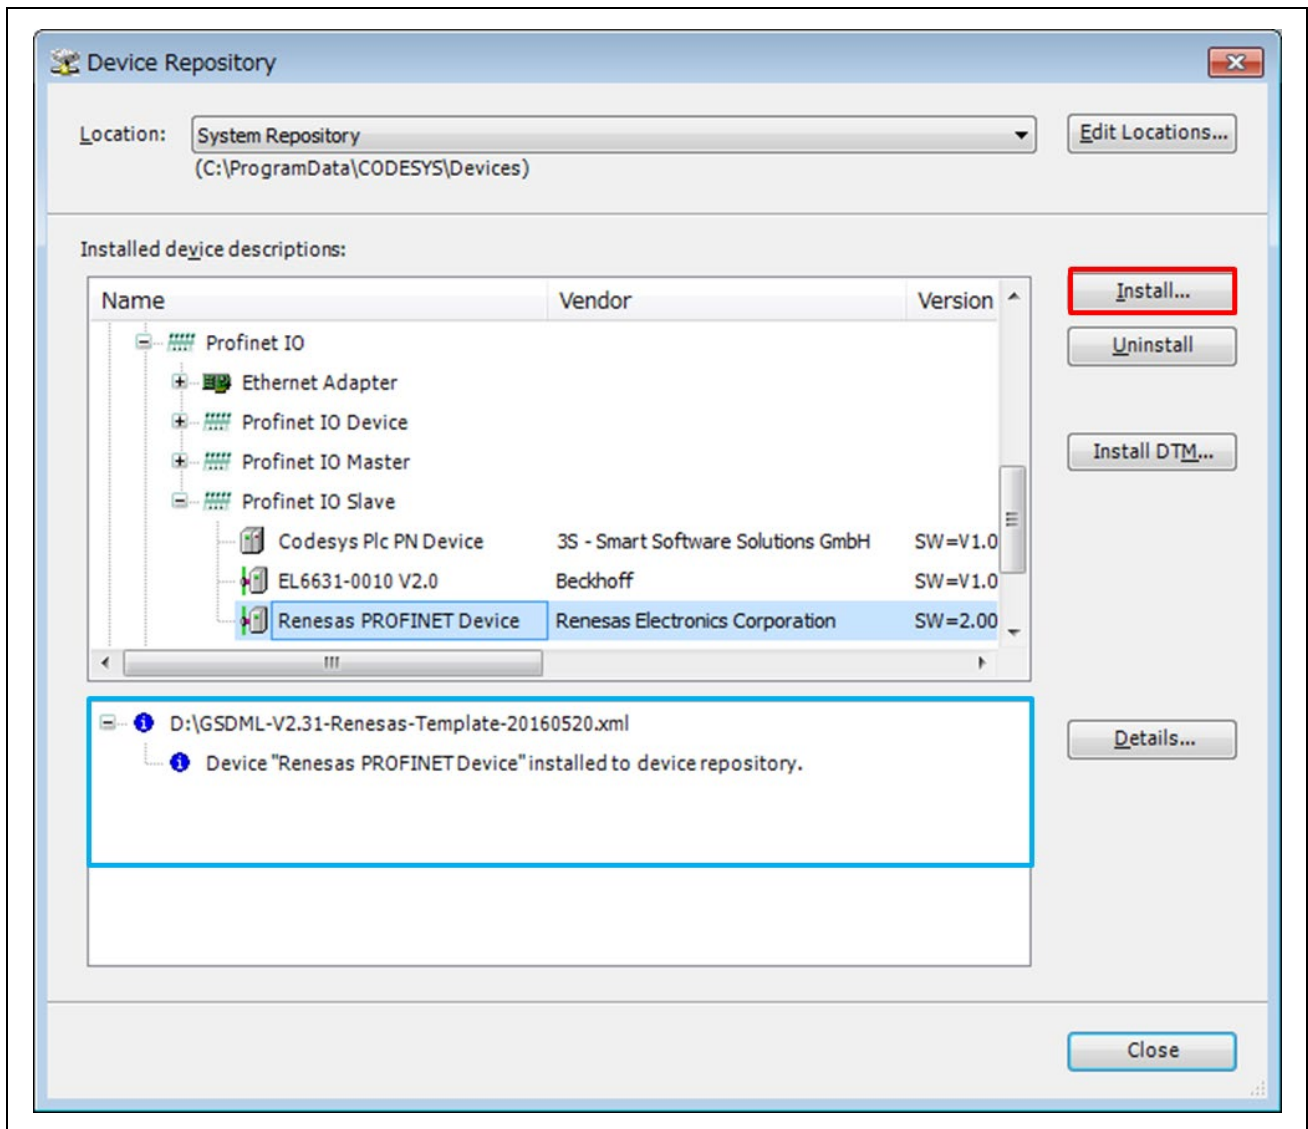 Device Repository
Location: System Repository Edit Locations...
(C:\ProgramData\CODESYS\Devices)
Installed device descriptions:
Name Vendor Version
Install...
Profinet IO
Uninstall
Ethernet Adapter
Profinet IO Device
Profinet IO Master
Install DTM...
Profinet IO Slave
Codesys Plc PN Device 3S - Smart Software Solutions GmbH SW=V1.0
EL6631-0010 V2.0 Beckhoff SW=V1.0
Renesas PROFINET Device Renesas Electronics Corporation SW=2.00
D:\GSDML-V2.31-Renesas-Template-20160520.xml
Details...
Device "Renesas PROFINET Device" installed to device repository.
Close